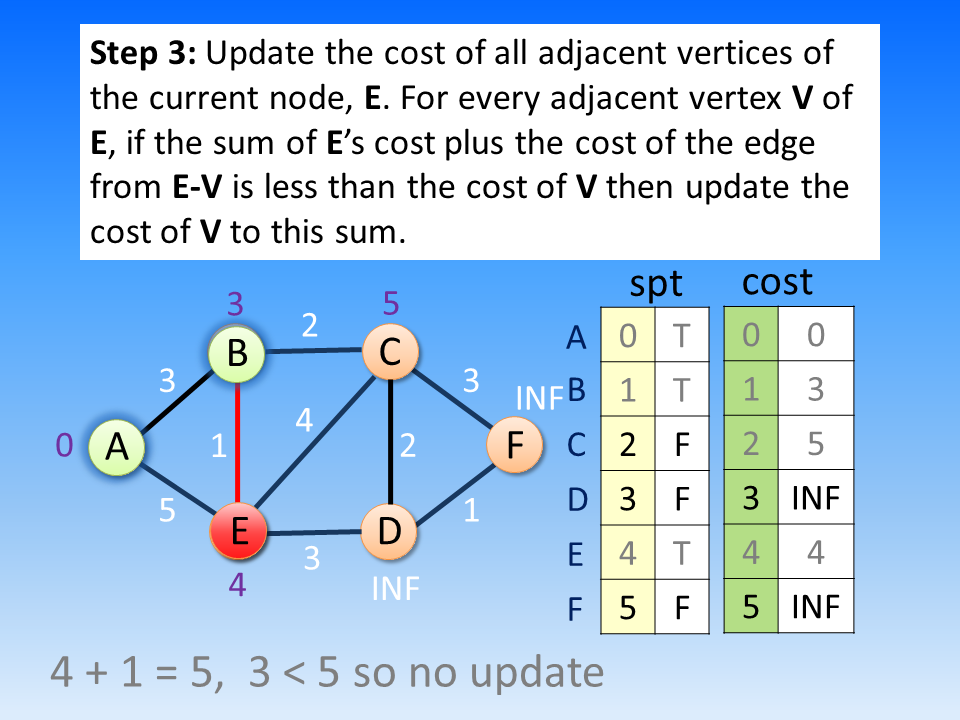 Step 3: Update the cost of all adjacent vertices of
the current node, E. For every adjacent vertex V of
E, if the sum of E’s cost plus the cost of the edge
from E-V is less than the cost of V then update the
cost of V to this sum.
spt cost
3 5
2
B C
3 3
INF
4
0 A 1 2 F
5 1
E D
3
4 INF
A 0 T 0 0
B 1 T 1 3
C 2 F 2 5
D 3 F 3 INF
E 4 T 4 4
F 5 F 5 INF
4 + 1 = 5, 3 < 5 so no update